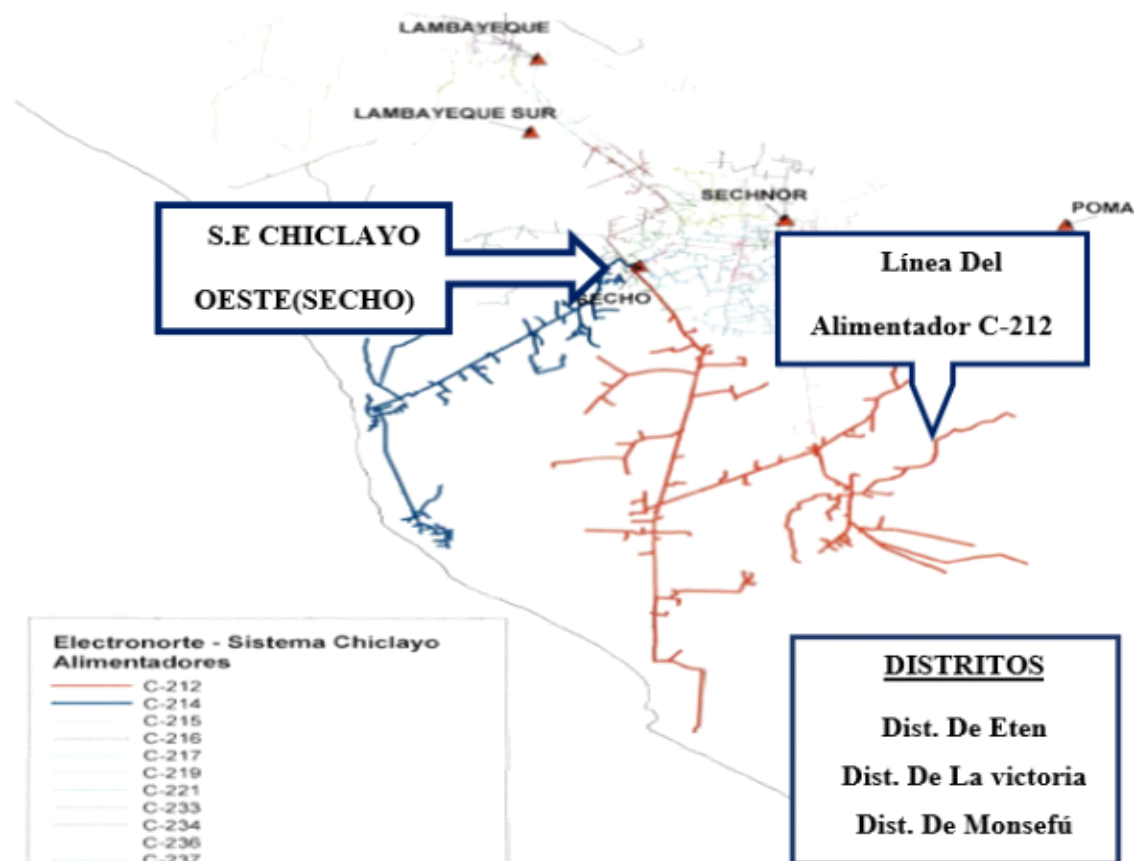 LAMBAYEQUE
LAMBAYEQUE SUR
SECHNOR
POMA
S.E CHICLAYO
OESTE(SECHO)
SECHO
Línea Del
Alimentador C-212
Electronorte - Sistema Chiclayo
Alimentadores
C-212
C-214
C-215
C-216
C-217
C-219
C-221
C-233
C-234
C-236
C-237
DISTRITOS
Dist. De Eten
Dist. De La victoria
Dist. De Monsefú